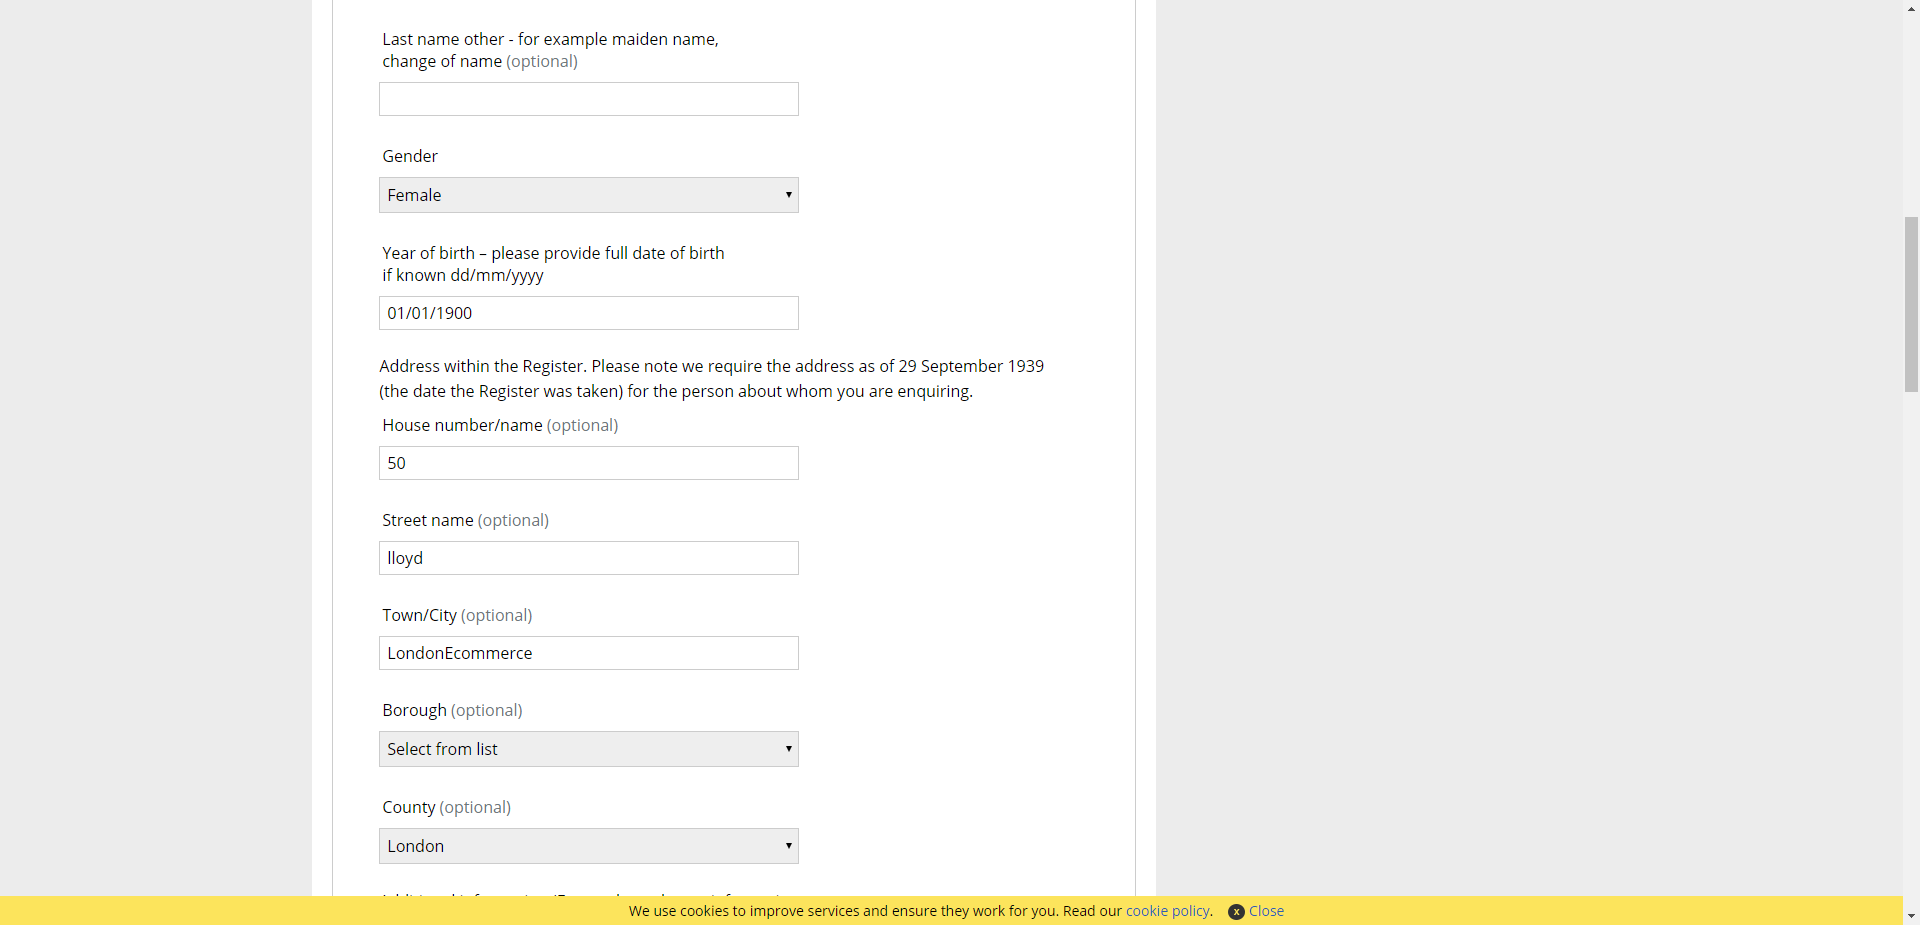 Last name other - for example maiden name,
change of name (optional)
Gender
Female
Year of birth – please provide full date of birth
if known dd/mm/yyyy
01/01/1900
Address within the Register. Please note we require the address as of 29 September 1939
(the date the Register was taken) for the person about whom you are enquiring.
House number/name (optional)
50
Street name (optional)
lloyd
Town/City (optional)
LondonEcommerce
Borough (optional)
Select from list
County (optional)
London
We use cookies to improve services and ensure they work for you. Read our cookie policy. x Close